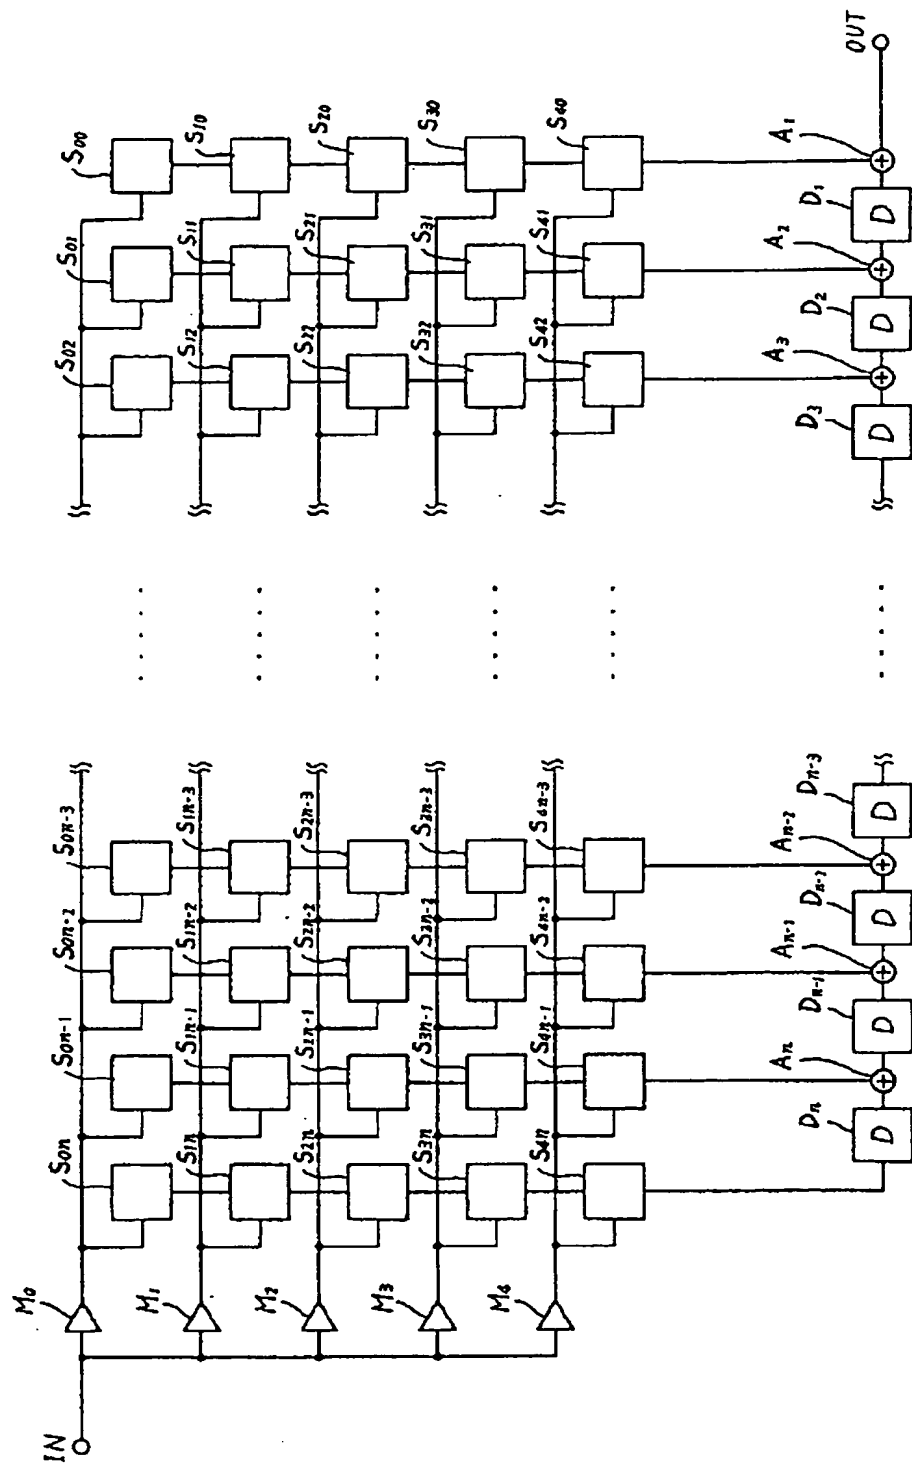 IN
OUT
M0
M1
M2
M3
M4
S0n
S0n-1
S0n-2
S0n-3
S02
S01
S00
S1n
S1n-1
S1n-2
S1n-3
S12
S11
S10
S2n
S2n-1
S2n-2
S2n-3
S22
S21
S20
S3n
S3n-1
S3n-2
S3n-3
S32
S31
S30
S4n
S4n-1
S4n-2
S4n-3
S42
S41
S40
Dn
An
Dn-1
An-1
Dn-2
An-2
Dn-3
D3
A3
D2
A2
D1
A1
D
D
D
D
D
D
D